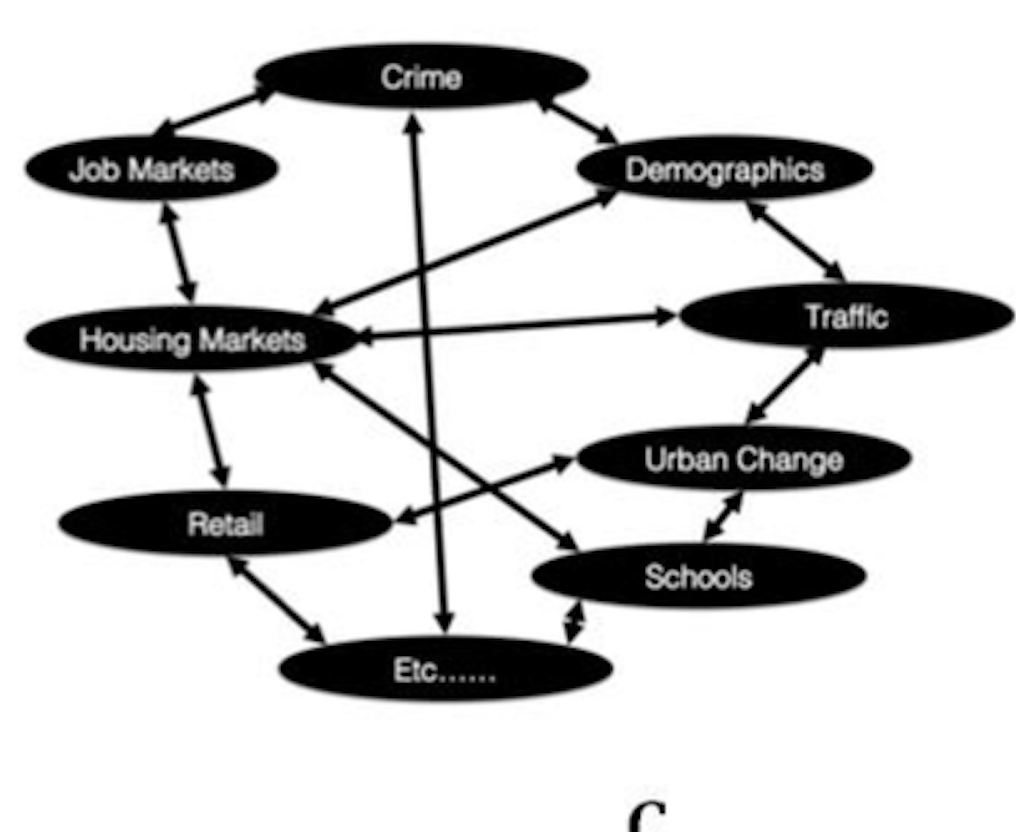 Crime
Job Markets
Demographics
Housing Markets
Traffic
Urban Change
Retail
Schools
Etc......